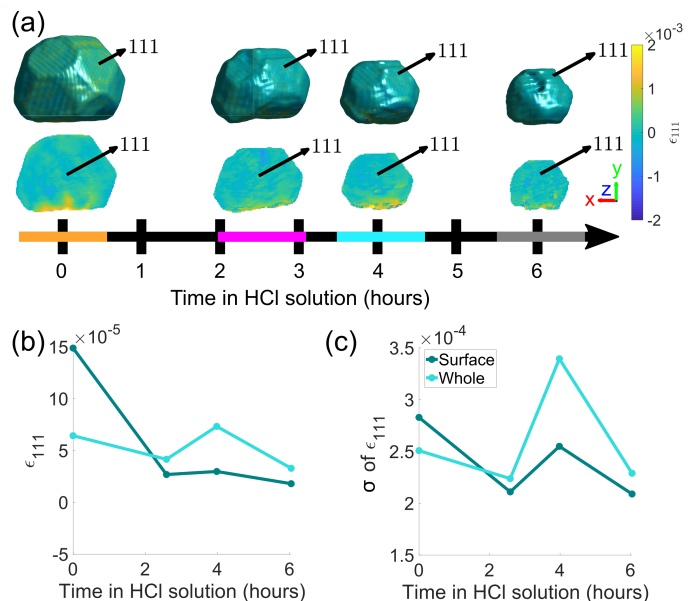 (a)
111
111
111
111
×10⁻³
2
1
0
-1
-2
ϵ₁₁₁
111
111
111
111
y
z
x
0
1
2
3
4
5
6
Time in HCl solution (hours)
(b)
×10⁻⁵
15
10
5
0
-5
ϵ₁₁₁
0
2
4
6
Time in HCl solution (hours)
(c)
×10⁻⁴
3.5
3
2.5
2
1.5
σ of ϵ₁₁₁
Surface
Whole
0
2
4
6
Time in HCl solution (hours)